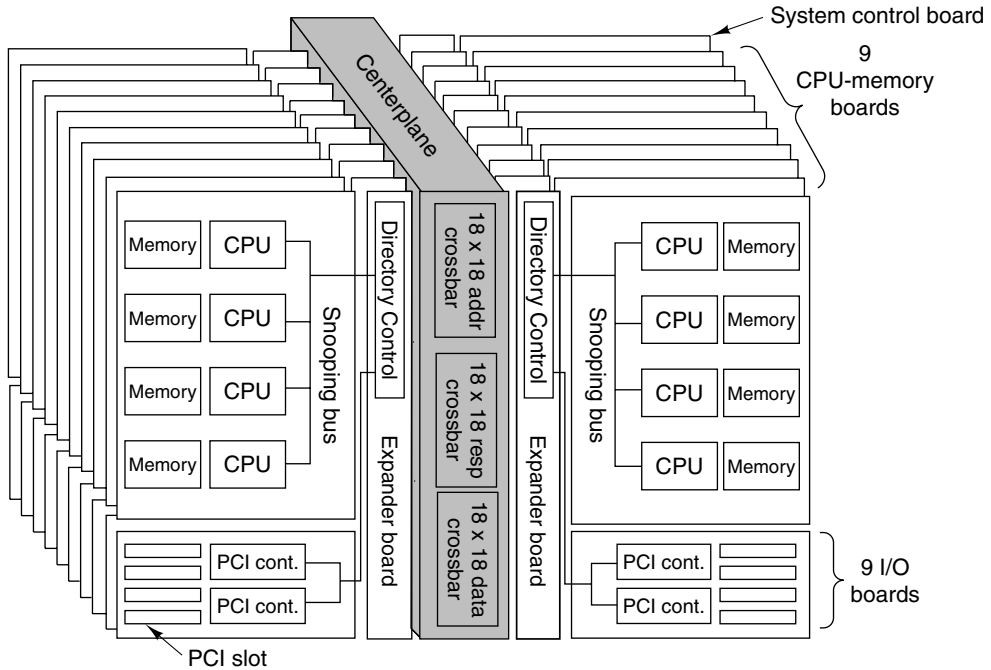 System control board
9
CPU-memory
boards
Centerplane
Memory
CPU
Memory
CPU
Memory
CPU
Memory
CPU
Snooping bus
Directory Control
Expander board
18 x 18 addr
crossbar
18 x 18 resp
crossbar
18 x 18 data
crossbar
Directory Control
Expander board
Snooping bus
CPU
Memory
CPU
Memory
CPU
Memory
CPU
Memory
PCI cont.
PCI cont.
PCI cont.
PCI cont.
9 I/O
boards
PCI slot